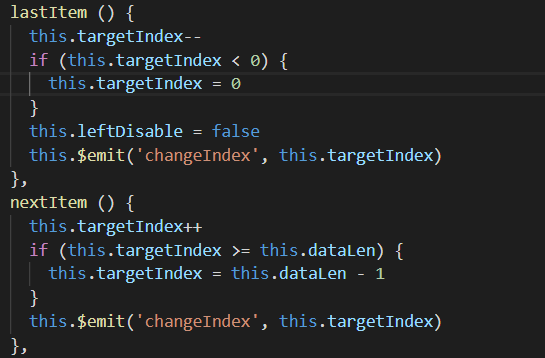 lastItem () {
this.targetIndex--
if (this.targetIndex < 0) {
this.targetIndex = 0
}
this.leftDisable = false
this.$emit('changeIndex', this.targetIndex)
},
nextItem () {
this.targetIndex++
if (this.targetIndex >= this.dataLen) {
this.targetIndex = this.dataLen - 1
}
this.$emit('changeIndex', this.targetIndex)
},